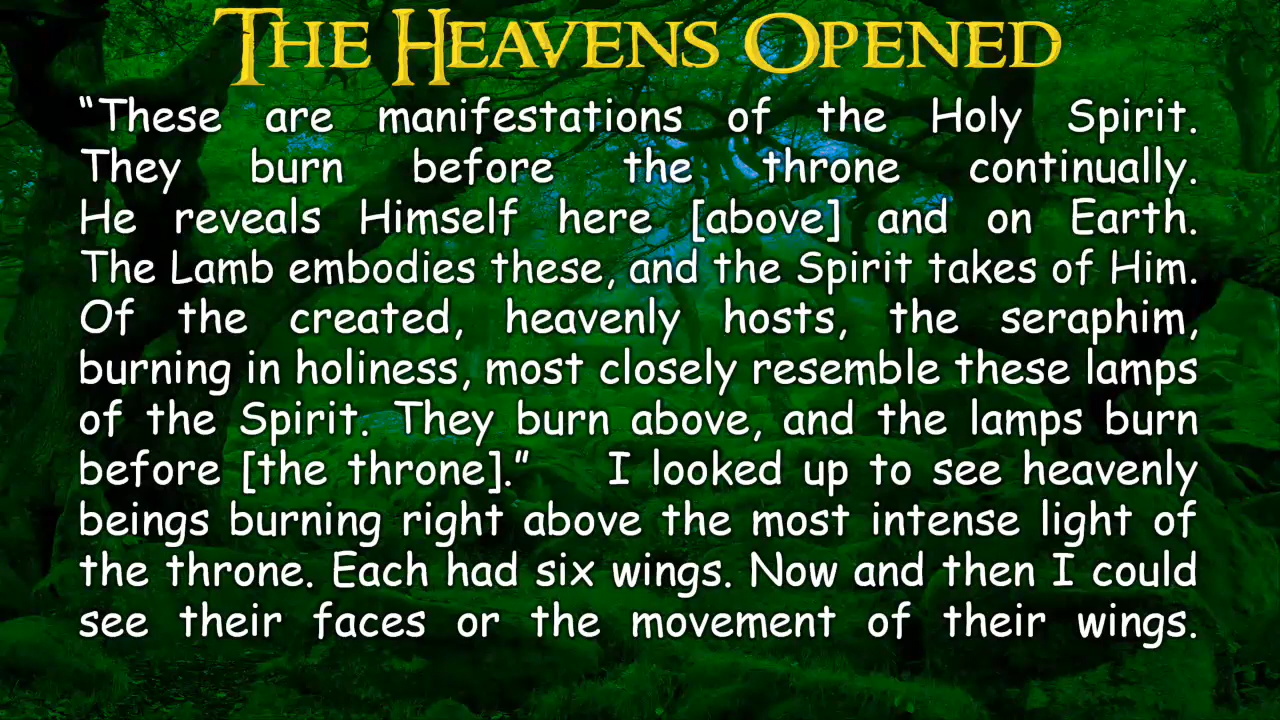 The Heavens Opened
“These are manifestations of the Holy Spirit.
They burn before the throne continually.
He reveals Himself here [above] and on Earth.
The Lamb embodies these, and the Spirit takes of Him.
Of the created, heavenly hosts, the seraphim,
burning in holiness, most closely resemble these lamps
of the Spirit. They burn above, and the lamps burn
before [the throne].” I looked up to see heavenly
beings burning right above the most intense light of
the throne. Each had six wings. Now and then I could
see their faces or the movement of their wings.